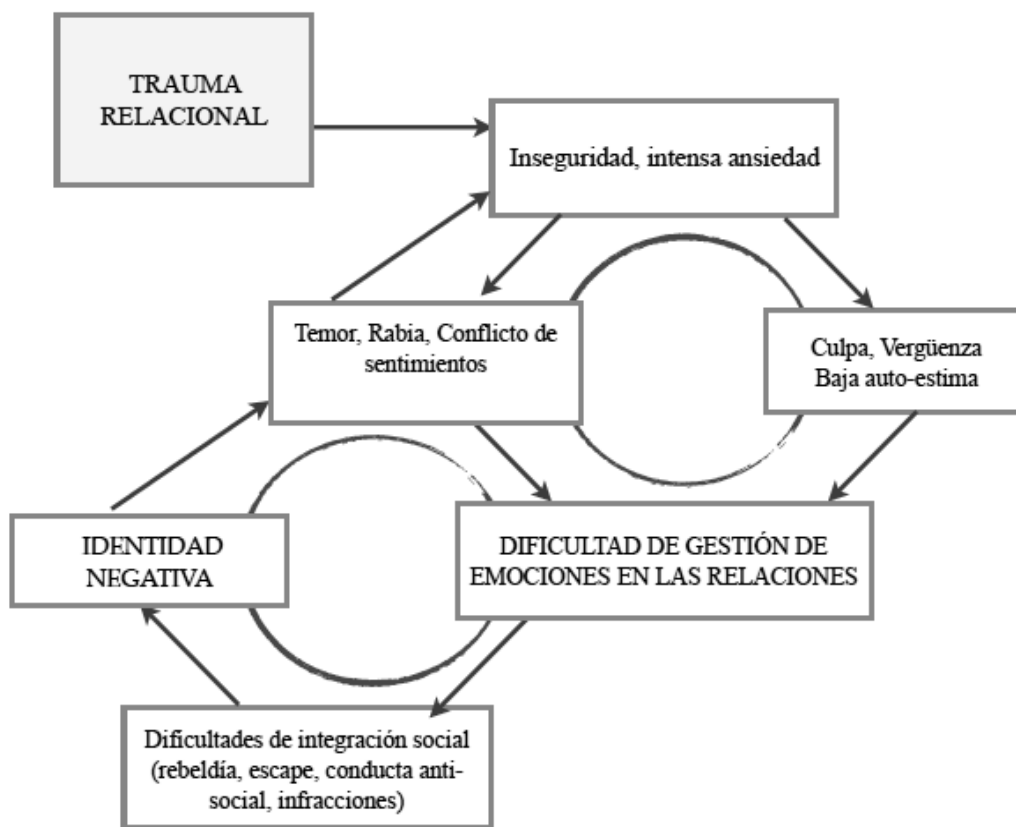 TRAUMA
RELACIONAL
Inseguridad, intensa ansiedad
Temor, Rabia, Conflicto de
sentimientos
Culpa, Vergüenza
Baja auto-estima
IDENTIDAD
NEGATIVA
DIFICULTAD DE GESTIÓN DE
EMOCIONES EN LAS RELACIONES
Dificultades de integración social
(rebeldía, escape, conducta anti-
social, infracciones)